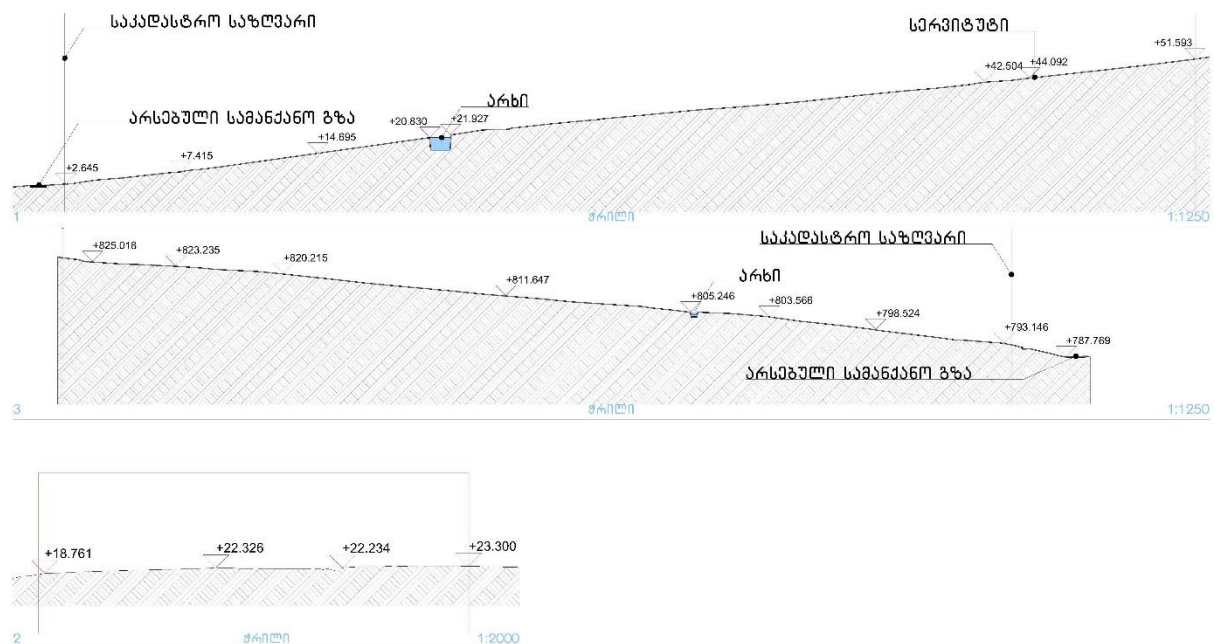 საკადასტრო საზღვარი
სერვიტუტი
+51.593
+42.504 +44.092
არხი
არსებული სამანქანო გზა
+20.830 +21.927
+14.695
+7.415
+2.645
1 ჭრილი 1:1250
საკადასტრო საზღვარი
+825.018
+823.235
+820.215
არხი
+811.647
+805.246
+803.566
+798.524
+793.146
+787.769
არსებული სამანქანო გზა
3 ჭრილი 1:1250
+18.761
+22.326
+22.234
+23.300
2 ჭრილი 1:2000